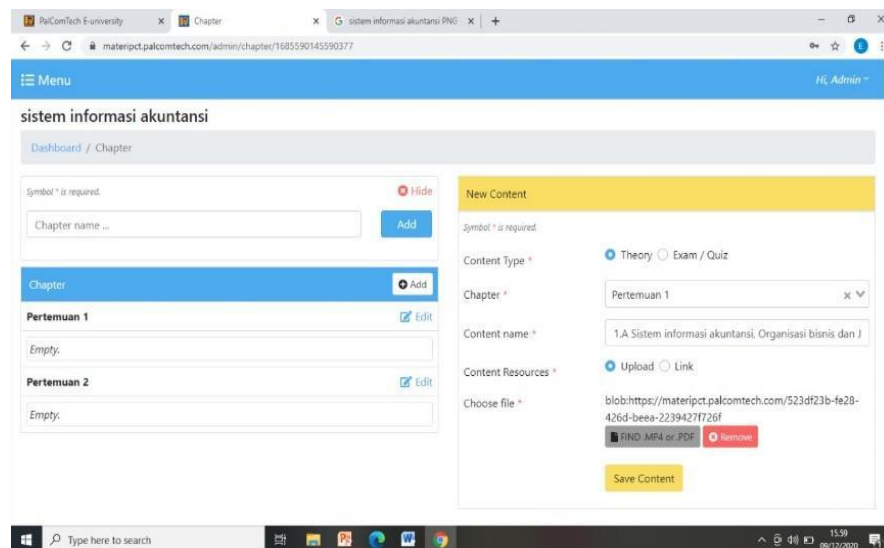 PalComTech E-university
Chapter
sistem informasi akuntansi PNG
materipct.palcomtech.com/admin/chapter/1685590145590377
E
Menu
Hi, Admin
sistem informasi akuntansi
Dashboard / Chapter
Symbol * is required.
Hide
Chapter name ...
Add
Chapter
Add
Pertemuan 1
Edit
Empty.
Pertemuan 2
Edit
Empty.
New Content
Symbol * is required.
Content Type *
Theory
Exam / Quiz
Chapter *
Pertemuan 1
Content name *
1.A Sistem informasi akuntansi, Organisasi bisnis dan J
Content Resources *
Upload
Link
Choose file *
blob:https://materipct.palcomtech.com/523df23b-fe28-
426d-beea-2239427f726f
FIND .MP4 or .PDF
Remove
Save Content
Type here to search
15.59
09/12/2020